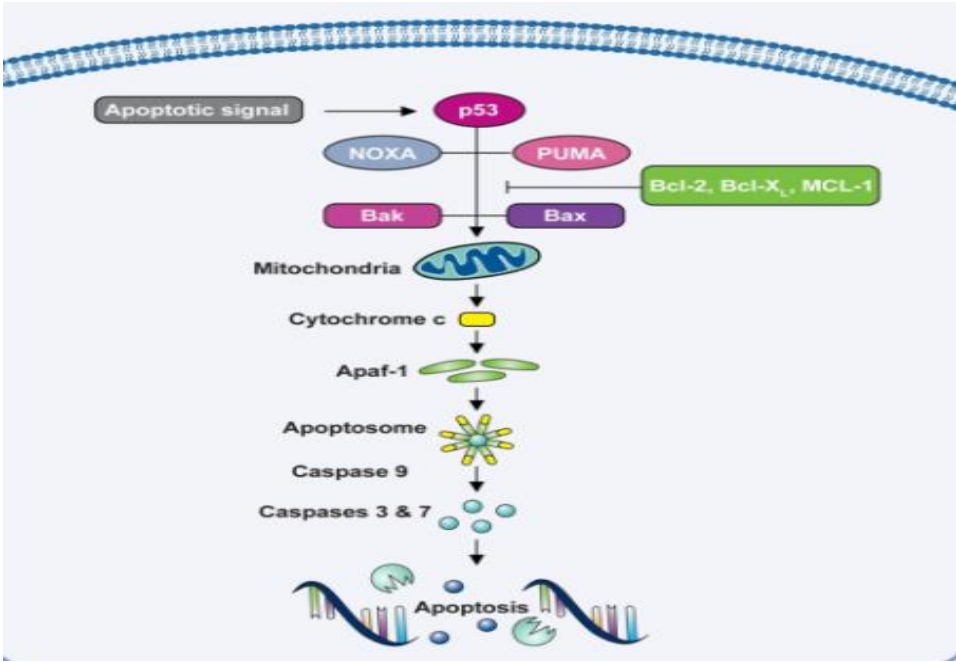 Apoptotic signal
p53
NOXA
PUMA
Bcl-2, Bcl-X_L, MCL-1
Bak
Bax
Mitochondria
Cytochrome c
Apaf-1
Apoptosome
Caspase 9
Caspases 3 & 7
Apoptosis